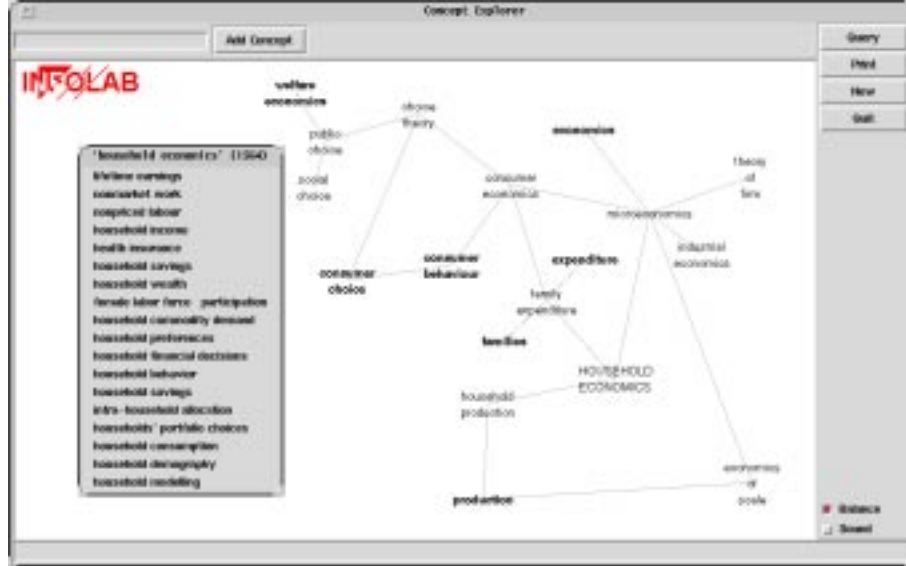 Concept Explorer
Add Concept
Query
Print
New
Quit
INFOLAB
welfare
economics
choice
theory
public
choice
social
choice
economics
theory
of
firm
consumer
economics
microeconomics
industrial
economics
consumer
behaviour
consumer
choice
expenditure
family
expenditure
families
HOUSEHOLD
ECONOMICS
household
production
production
economies
of
scale
'household economics' (1564)
lifetime earnings
nonmarket work
nonpriced labour
household income
health insurance
household savings
household wealth
female labor force participation
household commodity demand
household preferences
household financial decisions
household behavior
household savings
intra-household allocation
households' portfolio choices
household consumption
household demography
household modelling
Balance